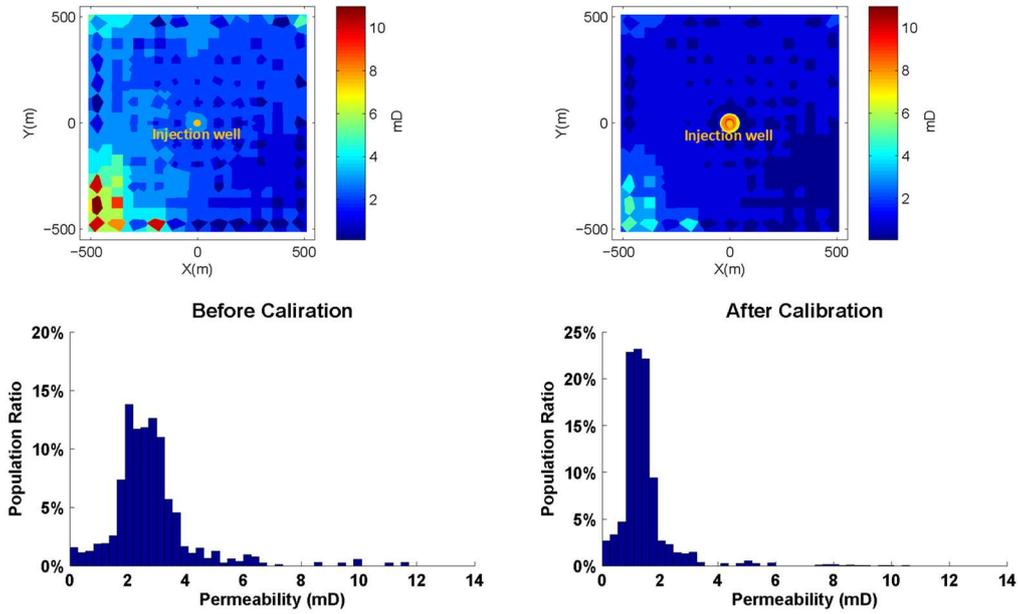 500
0
−500
Y(m)
−500
0
500
X(m)
Injection well
10
8
6
4
2
mD
500
0
−500
Y(m)
−500
0
500
X(m)
Injection well
10
8
6
4
2
mD
Before Caliration
20%
15%
10%
5%
0%
Population Ratio
0 2 4 6 8 10 12 14
Permeability (mD)
After Calibration
25%
20%
15%
10%
5%
0%
Population Ratio
0 2 4 6 8 10 12 14
Permeability (mD)